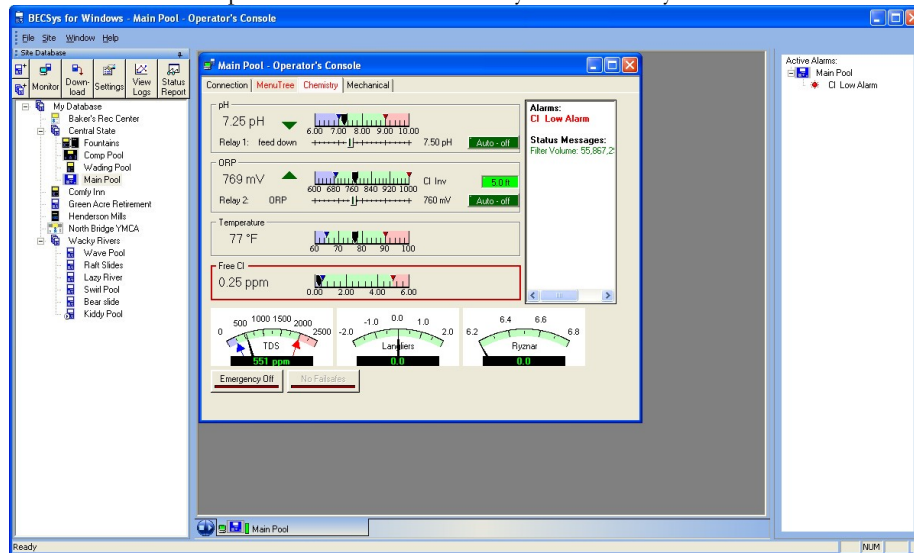 BECSys for Windows - Main Pool - Operator's Console
File Site Window Help
Site Database
Monitor Down-load Settings View Logs Status Report
My Database
Baker's Rec Center
Central State
Fountains
Comp Pool
Wading Pool
Main Pool
Comfy Inn
Green Acre Retirement
Henderson Mills
North Bridge YMCA
Wacky Rivers
Wave Pool
Raft Slides
Lazy River
Swirl Pool
Bear slide
Kiddy Pool
Main Pool - Operator's Console
Connection MenuTree Chemistry Mechanical
pH
7.25 pH
6.00 7.00 8.00 9.00 10.00
Relay 1: feed down 7.50 pH Auto - off
ORP
769 mV
600 680 760 840 920 1000
Cl Inv 5.0 ft
Relay 2: ORP 760 mV Auto - off
Temperature
77 °F
60 70 80 90 100
Free Cl
0.25 ppm
0.00 2.00 4.00 6.00
Alarms:
Cl Low Alarm
Status Messages:
Filter Volume: 55,867,2
0 500 1000 1500 2000 2500
TDS
551 ppm
-2.0 -1.0 0.0 1.0 2.0
Langliers
0.0
6.2 6.4 6.6 6.8
Ryznar
0.0
Emergency Off No Failsafes
Active Alarms:
Main Pool
Cl Low Alarm
Main Pool
Ready NUM